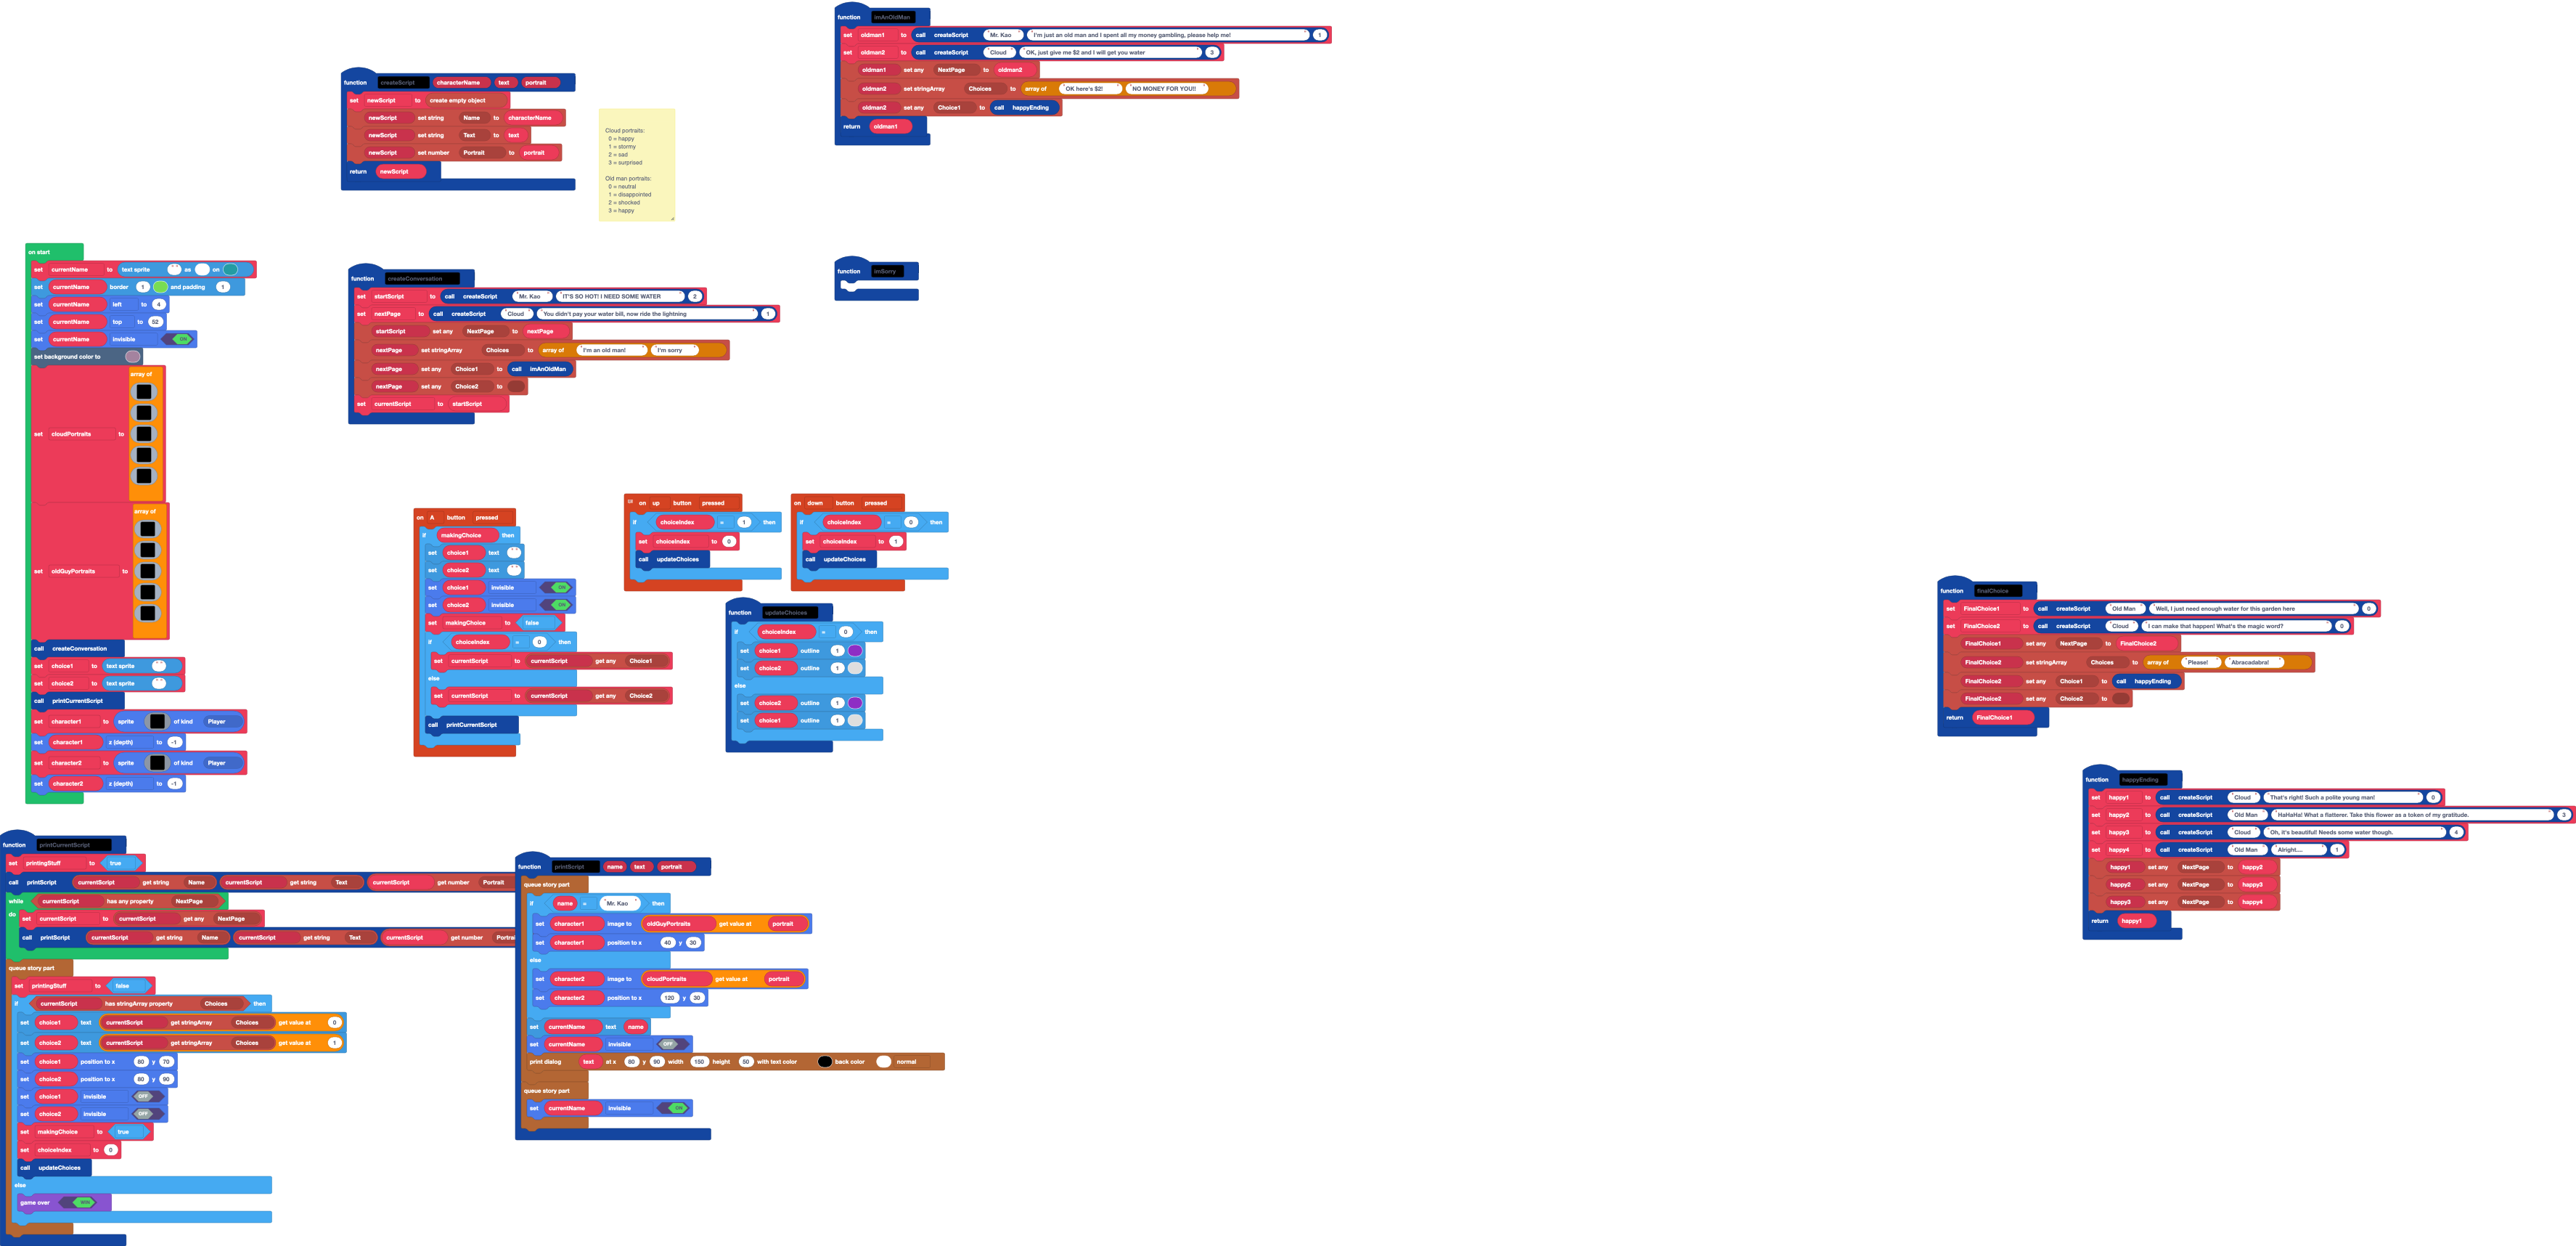 function imAnOldMan
set oldman1 to call createScript "Mr. Kao" "I'm just an old man and I spent all my money gambling, please help me!" 1
set oldman2 to call createScript "Cloud" "OK, just give me $2 and I will get you water" 3
oldman1 set any NextPage to oldman2
oldman2 set stringArray Choices to array of "OK here's $2!" "NO MONEY FOR YOU!!"
oldman2 set any Choice1 to call happyEnding
return oldman1
function createScript characterName text portrait
set newScript to create empty object
newScript set string Name to characterName
newScript set string Text to text
newScript set number Portrait to portrait
return newScript
Cloud portraits:
0 = happy
1 = stormy
2 = sad
3 = surprised
Old man portraits:
0 = neutral
1 = disappointed
2 = shocked
3 = happy
on start
set currentName to text sprite " " as on
set currentName border 1 and padding 1
set currentName left to 4
set currentName top to 52
set currentName invisible ON
set background color to
set cloudPortraits to array of
set oldGuyPortraits to array of
call createConversation
set choice1 to text sprite " "
set choice2 to text sprite " "
call printCurrentScript
set character1 to sprite of kind Player
set character1 z (depth) to -1
set character2 to sprite of kind Player
set character2 z (depth) to -1
function createConversation
set startScript to call createScript "Mr. Kao" "IT'S SO HOT! I NEED SOME WATER" 2
set nextPage to call createScript "Cloud" "You didn't pay your water bill, now ride the lightning" 1
startScript set any NextPage to nextPage
nextPage set stringArray Choices to array of "I'm an old man!" "I'm sorry"
nextPage set any Choice1 to call imAnOldMan
nextPage set any Choice2 to
set currentScript to startScript
function imSorry
on A button pressed
if makingChoice then
set choice1 text " "
set choice2 text " "
set choice1 invisible ON
set choice2 invisible ON
set makingChoice to false
if choiceIndex = 0 then
set currentScript to currentScript get any Choice1
else
set currentScript to currentScript get any Choice2
call printCurrentScript
on up button pressed
if choiceIndex = 1 then
set choiceIndex to 0
call updateChoices
on down button pressed
if choiceIndex = 0 then
set choiceIndex to 1
call updateChoices
function updateChoices
if choiceIndex = 0 then
set choice1 outline 1
set choice2 outline 1
else
set choice2 outline 1
set choice1 outline 1
function finalChoice
set FinalChoice1 to call createScript "Old Man" "Well, I just need enough water for this garden here" 0
set FinalChoice2 to call createScript "Cloud" "I can make that happen! What's the magic word?" 0
FinalChoice1 set any NextPage to FinalChoice2
FinalChoice2 set stringArray Choices to array of "Please!" "Abracadabra!"
FinalChoice2 set any Choice1 to call happyEnding
FinalChoice2 set any Choice2 to
return FinalChoice1
function happyEnding
set happy1 to call createScript "Cloud" "That's right! Such a polite young man!" 0
set happy2 to call createScript "Old Man" "HaHaHa! What a flatterer. Take this flower as a token of my gratitude." 3
set happy3 to call createScript "Cloud" "Oh, it's beautiful! Needs some water though." 4
set happy4 to call createScript "Old Man" "Alright...." 1
happy1 set any NextPage to happy2
happy2 set any NextPage to happy3
happy3 set any NextPage to happy4
return happy1
function printCurrentScript
set printingStuff to true
call printScript currentScript get string Name currentScript get string Text currentScript get number Portrait
while currentScript has any property NextPage
do set currentScript to currentScript get any NextPage
call printScript currentScript get string Name currentScript get string Text currentScript get number Portrai
queue story part
set printingStuff to false
if currentScript has stringArray property Choices then
set choice1 text currentScript get stringArray Choices get value at 0
set choice2 text currentScript get stringArray Choices get value at 1
set choice1 position to x 80 y 70
set choice2 position to x 80 y 90
set choice1 invisible OFF
set choice2 invisible OFF
set makingChoice to true
set choiceIndex to 0
call updateChoices
else
game over WIN
function printScript name text portrait
queue story part
if name = "Mr. Kao" then
set character1 image to oldGuyPortraits get value at portrait
set character1 position to x 40 y 30
else
set character2 image to cloudPortraits get value at portrait
set character2 position to x 120 y 30
set currentName text name
set currentName invisible OFF
print dialog text at x 80 y 90 width 150 height 50 with text color back color normal
queue story part
set currentName invisible ON